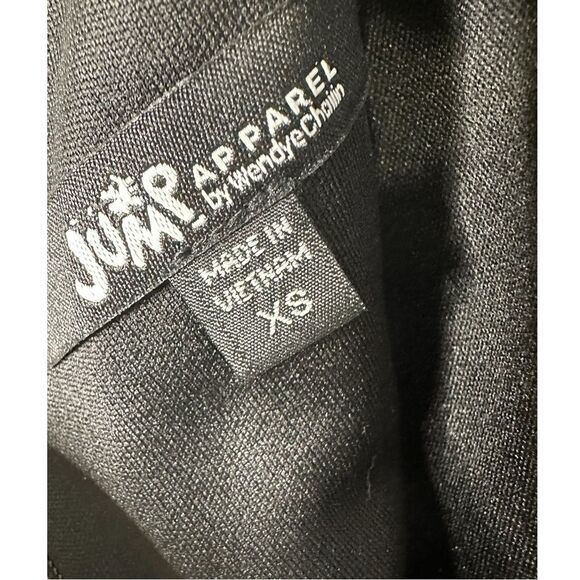 JUMP
APPAREL
by Wendye Chaitin
MADE IN
VIETNAM
XS